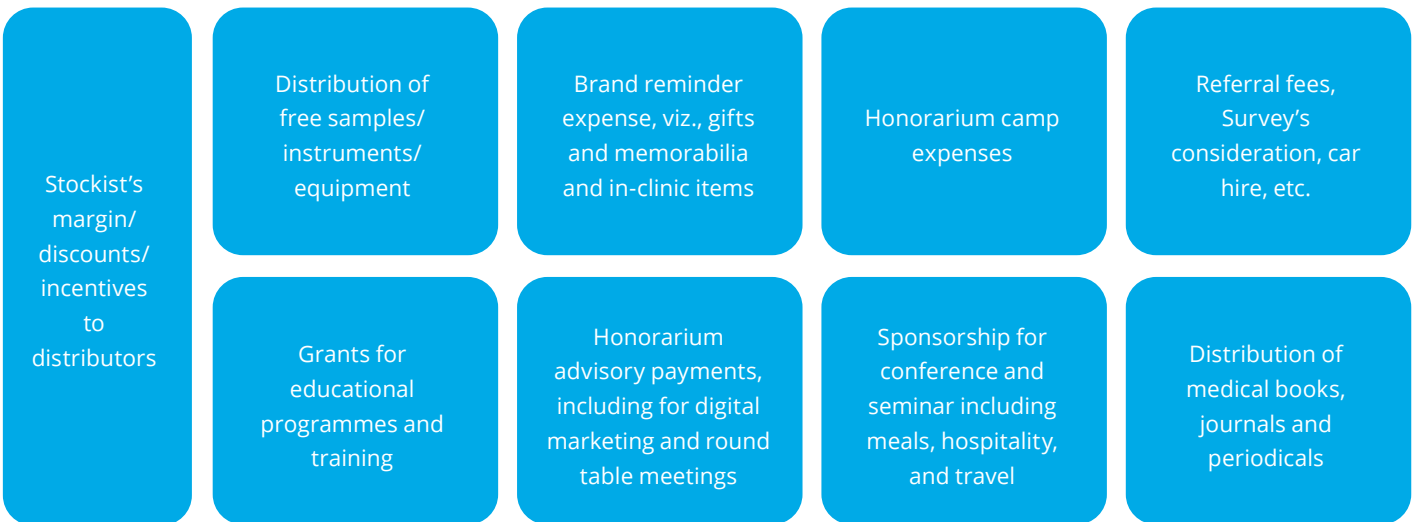 Stockist’s
margin/
discounts/
incentives
to
distributors
Distribution of
free samples/
instruments/
equipment
Brand reminder
expense, viz., gifts
and memorabilia
and in-clinic items
Honorarium camp
expenses
Referral fees,
Survey’s
consideration, car
hire, etc.
Grants for
educational
programmes and
training
Honorarium
advisory payments,
including for digital
marketing and round
table meetings
Sponsorship for
conference and
seminar including
meals, hospitality,
and travel
Distribution of
medical books,
journals and
periodicals